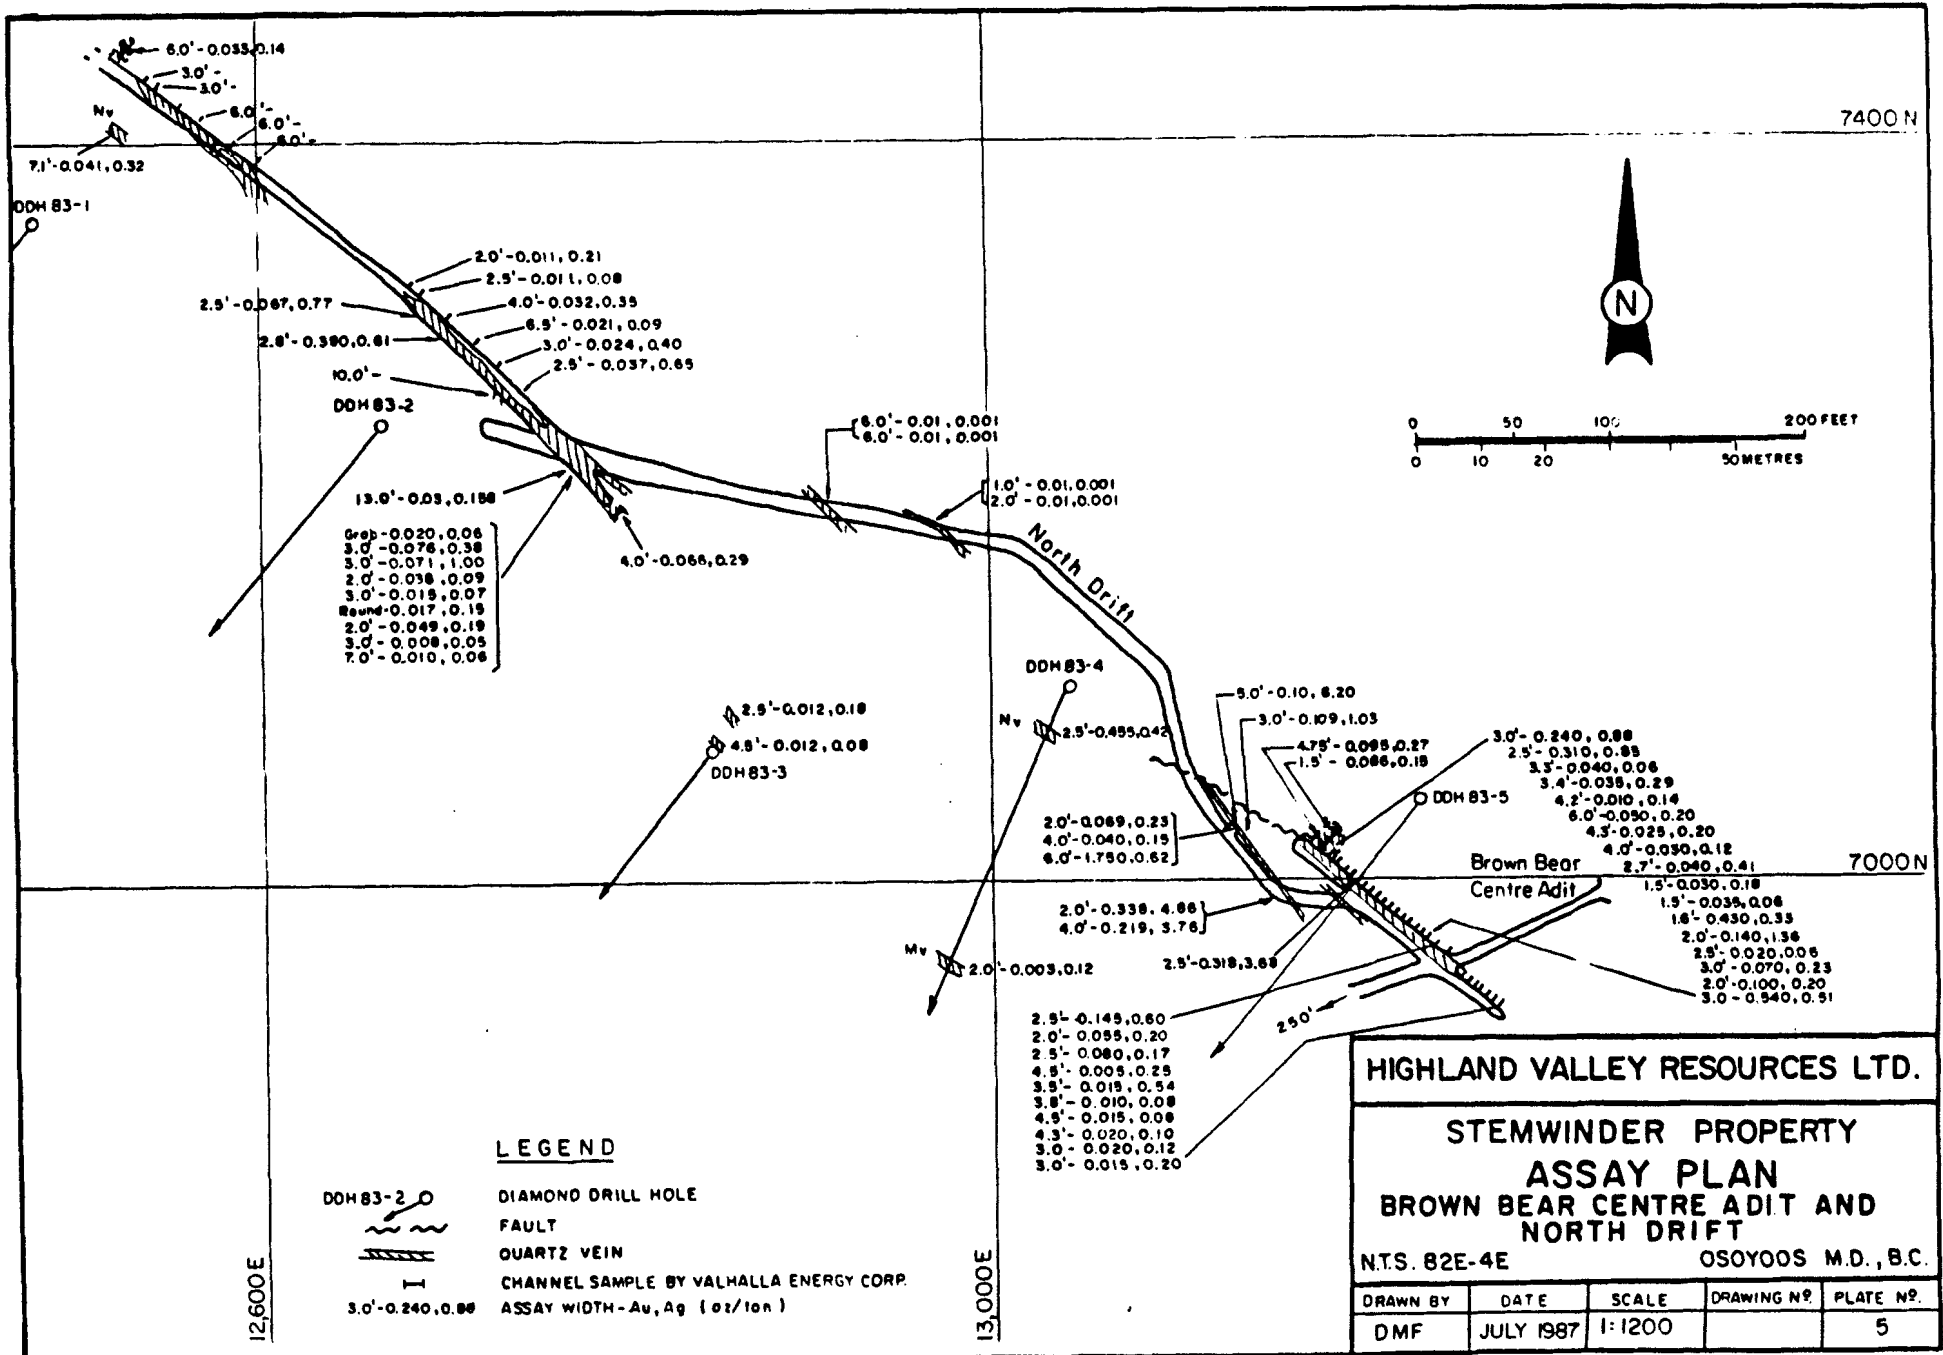 6.0'-0.033,0.14
3.0'-
3.0'-
6.0'-
6.0'-
6.0'-
Nv
7.1'-0.041,0.32
DDH 83-1
7400 N
N
2.0'-0.011, 0.21
2.5'-0.011, 0.08
4.0'-0.032, 0.35
6.5'-0.021, 0.09
3.0'-0.024, 0.40
2.5'-0.037, 0.65
2.5'-0.067, 0.77
2.8'-0.390, 0.61
10.0'-
DDH 83-2
0 50 100 200 FEET
0 10 20 50 METRES
6.0'-0.01, 0.001
6.0'-0.01, 0.001
1.0'-0.01, 0.001
2.0'-0.01, 0.001
13.0'-0.03, 0.158
Grab-0.020, 0.06
3.0'-0.076, 0.38
3.0'-0.071, 1.00
2.0'-0.038, 0.09
3.0'-0.015, 0.07
Round-0.017, 0.15
2.0'-0.049, 0.19
3.0'-0.008, 0.05
7.0'-0.010, 0.06
4.0'-0.066, 0.29
North Drift
DDH 83-4
Nv
2.5'-0.455, 0.42
2.5'-0.012, 0.18
4.5'-0.012, 0.08
DDH 83-3
5.0'-0.10, 6.20
3.0'-0.109, 1.03
4.75'-0.095, 0.27
1.5'-0.086, 0.15
3.0'-0.240, 0.88
2.5'-0.310, 0.85
3.3'-0.040, 0.06
3.4'-0.035, 0.29
4.2'-0.010, 0.14
6.0'-0.050, 0.20
4.3'-0.025, 0.20
4.0'-0.030, 0.12
2.7'-0.040, 0.41
1.5'-0.030, 0.18
1.5'-0.035, 0.06
1.6'-0.430, 0.35
2.0'-0.140, 1.36
2.5'-0.020, 0.05
3.0'-0.070, 0.23
2.0'-0.100, 0.20
3.0-0.540, 0.51
DDH 83-5
7000 N
Brown Bear
Centre Adit
2.0'-0.069, 0.23
4.0'-0.040, 0.15
6.0'-1.750, 0.62
2.0'-0.338, 4.66
4.0'-0.219, 3.76
2.5'-0.318, 3.68
Mv
2.0'-0.003, 0.12
250'
2.5'-0.145, 0.60
2.0'-0.055, 0.20
2.5'-0.080, 0.17
4.5'-0.005, 0.25
3.5'-0.015, 0.54
3.8'-0.010, 0.08
4.5'-0.015, 0.08
4.3'-0.020, 0.10
3.0-0.020, 0.12
3.0'-0.015, 0.20
LEGEND
DDH 83-2 DIAMOND DRILL HOLE
FAULT
QUARTZ VEIN
CHANNEL SAMPLE BY VALHALLA ENERGY CORP.
3.0'-0.240, 0.88 ASSAY WIDTH-Au, Ag (oz/ton)
12,600E
13,000E
HIGHLAND VALLEY RESOURCES LTD.
STEMWINDER PROPERTY
ASSAY PLAN
BROWN BEAR CENTRE ADIT AND
NORTH DRIFT
N.T.S. 82E-4E OSOYOOS M.D., B.C.
DRAWN BY DATE SCALE DRAWING Nº. PLATE Nº.
DMF JULY 1987 1:1200 5